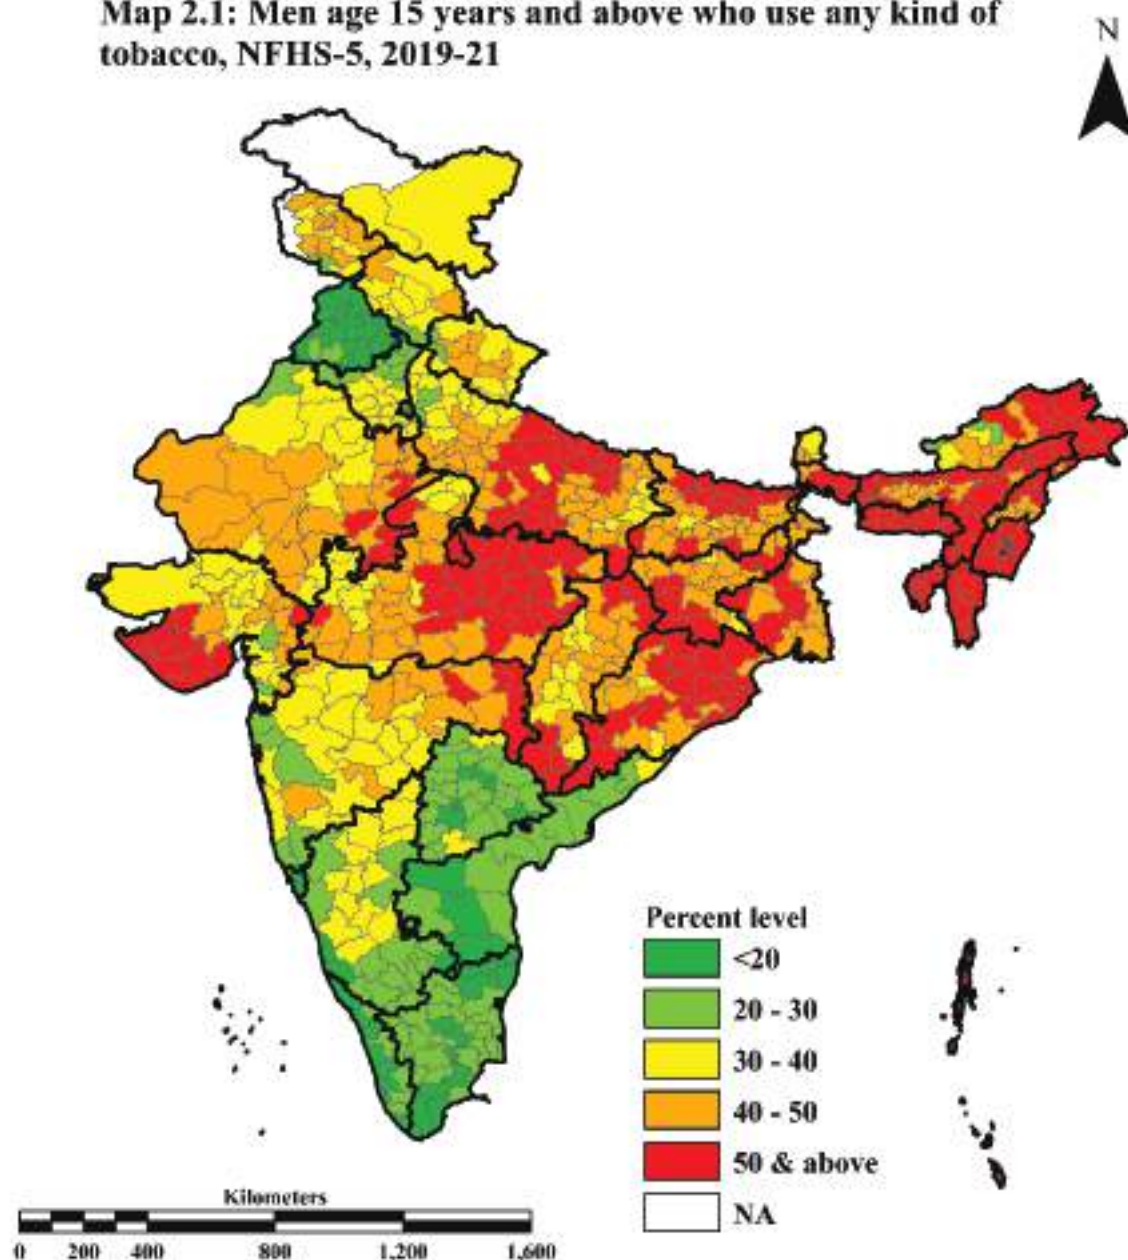 Map 2.1: Men age 15 years and above who use any kind of
tobacco, NFHS-5, 2019-21
N
Percent level
<20
20 - 30
30 - 40
40 - 50
50 & above
NA
Kilometers
0 200 400 800 1,200 1,600